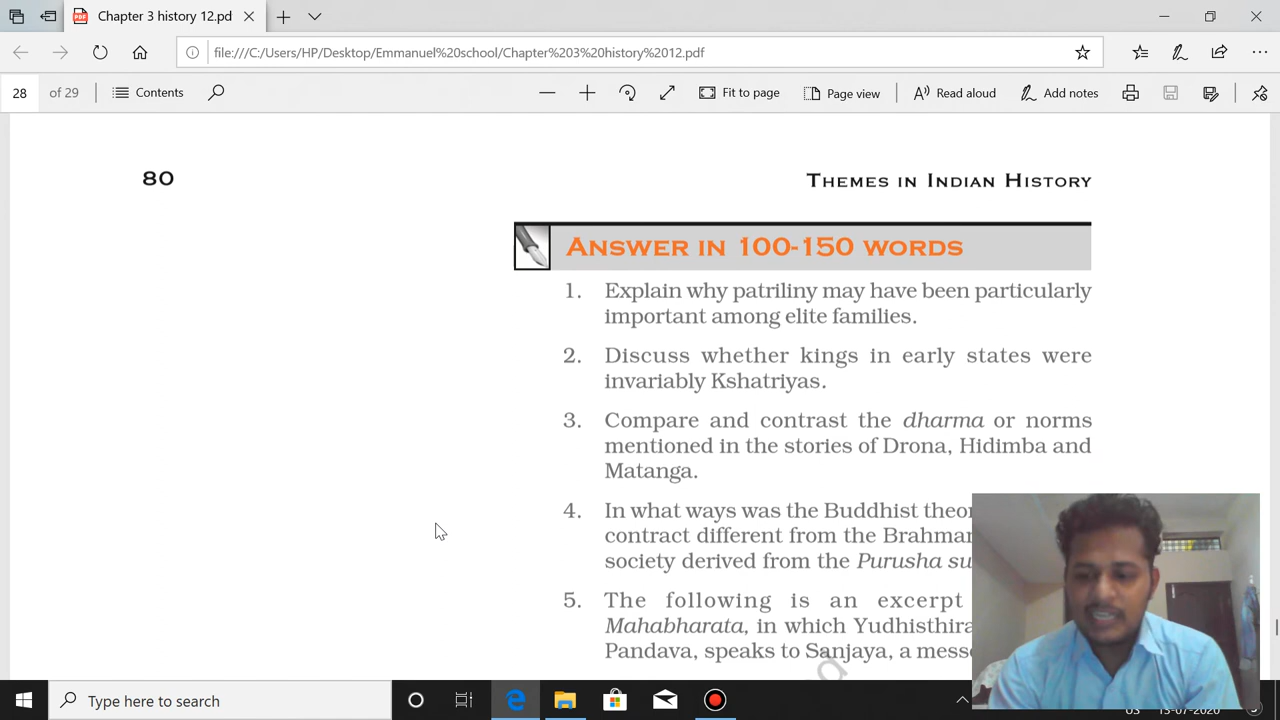 Chapter 3 history 12.pdf
file:///C:/Users/HP/Desktop/Emmanuel%20school/Chapter%203%20history%2012.pdf
28 of 29 Contents Fit to page Page view Read aloud Add notes
80
THEMES IN INDIAN HISTORY
ANSWER IN 100-150 WORDS
1. Explain why patriliny may have been particularly
important among elite families.
2. Discuss whether kings in early states were
invariably Kshatriyas.
3. Compare and contrast the dharma or norms
mentioned in the stories of Drona, Hidimba and
Matanga.
4. In what ways was the Buddhist theor
contract different from the Brahman
society derived from the Purusha su
5. The following is an excerpt
Mahabharata, in which Yudhisthira
Pandava, speaks to Sanjaya, a mess
Type here to search